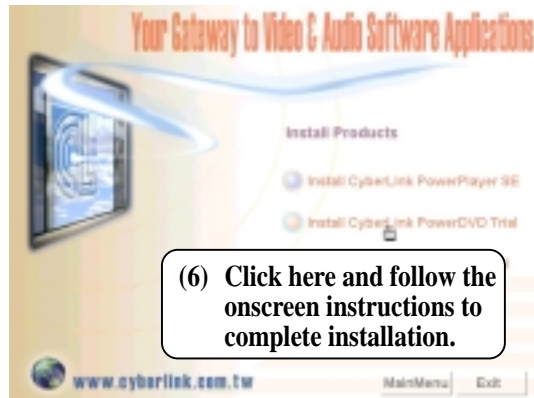 Your Gateway to Video & Audio Software Applications
Install Products
Install CyberLink PowerPlayer SE
Install CyberLink PowerDVD Trial
(6) Click here and follow the
onscreen instructions to
complete installation.
www.cyberlink.com.tw
MainMenu
Exit